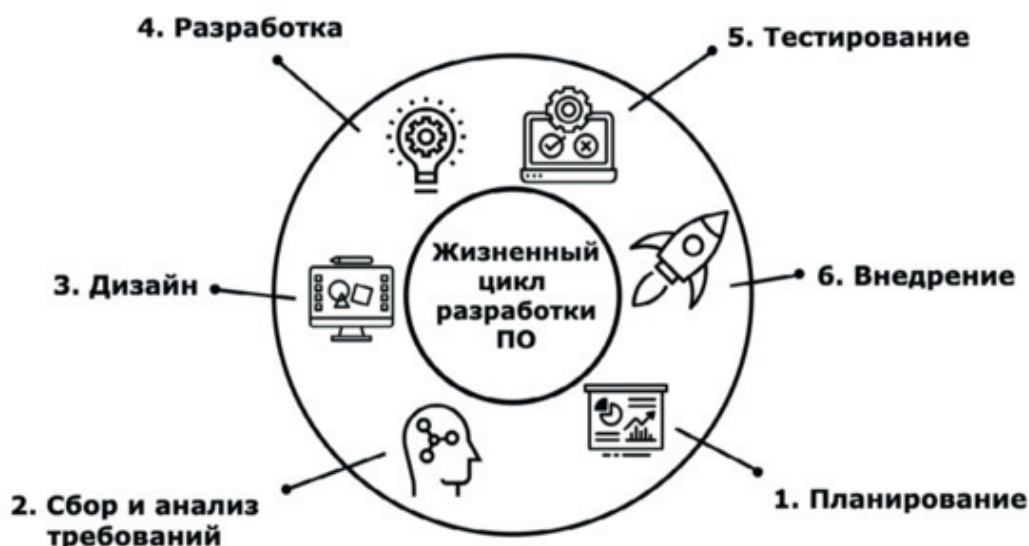 4. Разработка
5. Тестирование
Жизненный
цикл
разработки
ПО
3. Дизайн
6. Внедрение
2. Сбор и анализ
требований
1. Планирование